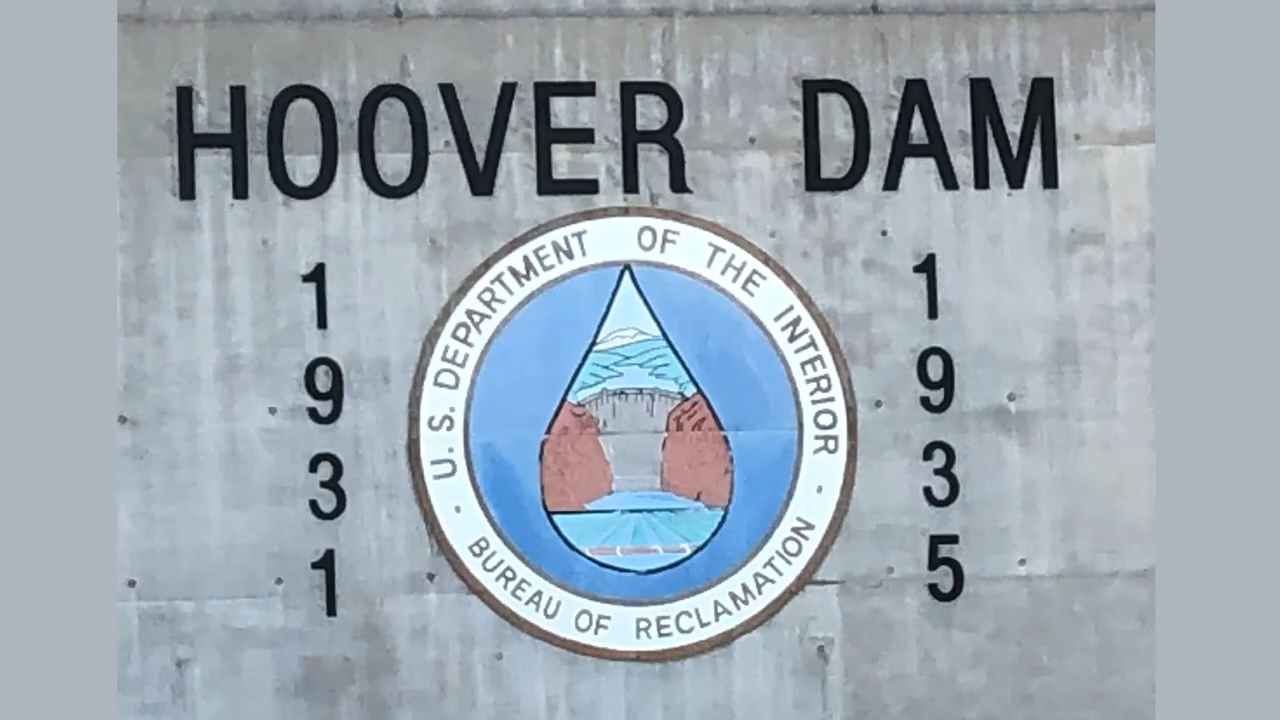 HOOVER DAM
1931
1935
U.S. DEPARTMENT OF THE INTERIOR
· BUREAU OF RECLAMATION ·